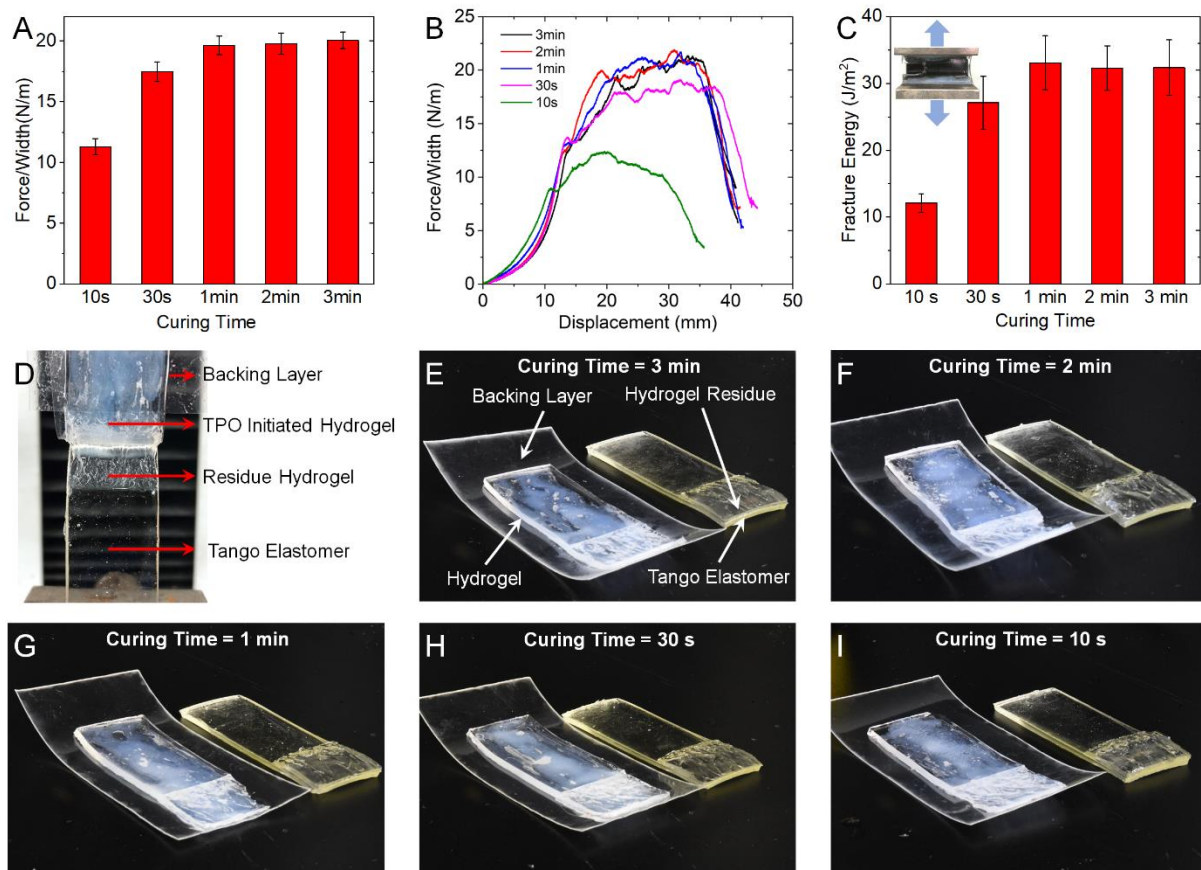 A
Force/Width(N/m)
20
15
10
5
0
10s 30s 1min 2min 3min
Curing Time
B
Force/Width (N/m)
25
20
15
10
5
0
3min
2min
1min
30s
10s
0 10 20 30 40 50
Displacement (mm)
C
Fracture Energy (J/m²)
40
30
20
10
0
10 s 30 s 1 min 2 min 3 min
Curing Time
D
Backing Layer
TPO Initiated Hydrogel
Residue Hydrogel
Tango Elastomer
E
Curing Time = 3 min
Backing Layer
Hydrogel Residue
Hydrogel
Tango Elastomer
F
Curing Time = 2 min
G
Curing Time = 1 min
H
Curing Time = 30 s
I
Curing Time = 10 s